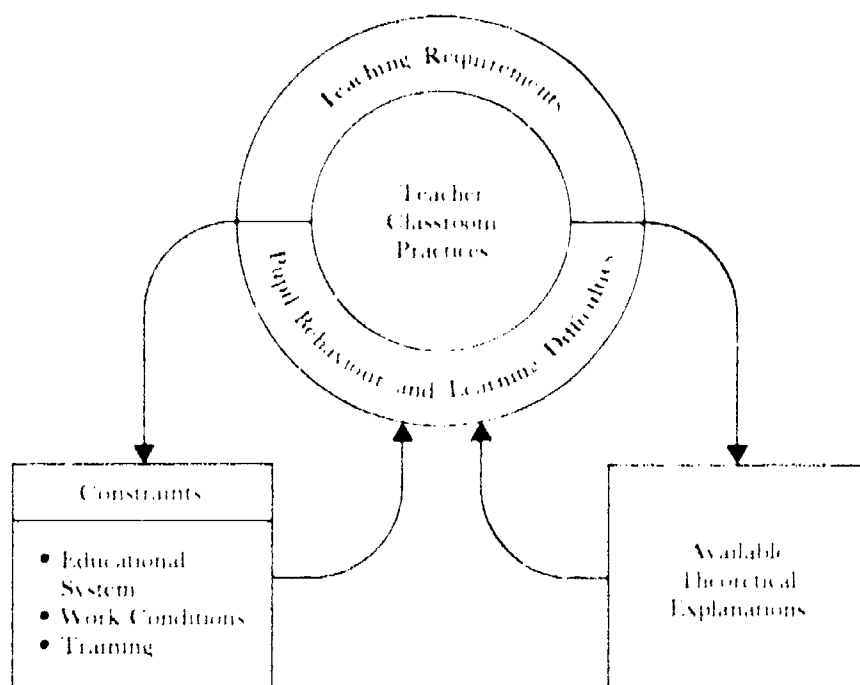 Teaching Requirements
Teacher
Classroom
Practices
Pupil Behaviour and Learning Difficulties
Constraints
• Educational
System
• Work Conditions
• Training
Available
Theoretical
Explanations